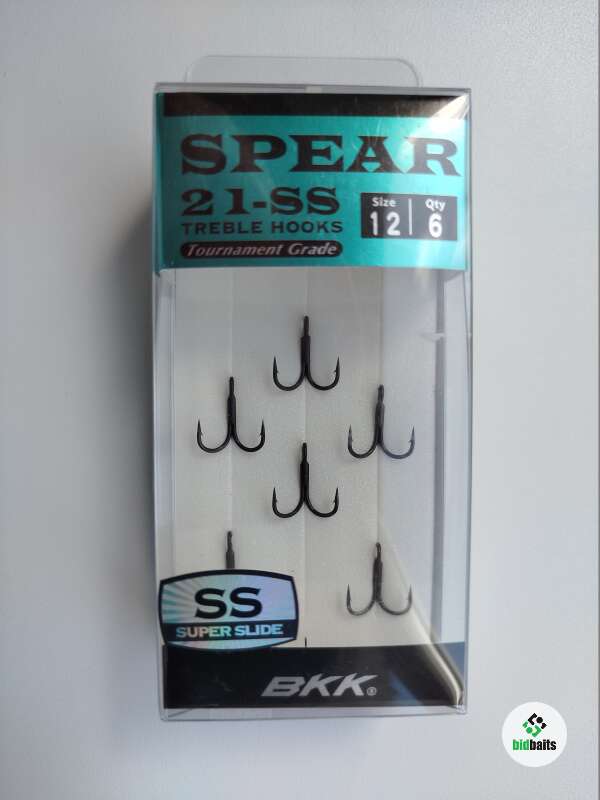 SPEAR
21-SS
TREBLE HOOKS
Tournament Grade
Size Qty
12 6
SS
SUPER SLIDE
BKK®
bidbaits